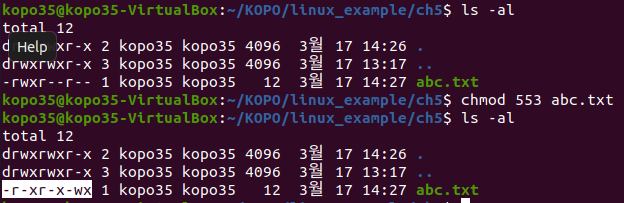 kopo35@kopo35-VirtualBox:~/KOPO/linux_example/ch5$ ls -al
total 12
Help
drwxrwxr-x 2 kopo35 kopo35 4096  3월 17 14:26 .
drwxrwxr-x 3 kopo35 kopo35 4096  3월 17 13:17 ..
-rwxr--r-- 1 kopo35 kopo35   12  3월 17 14:27 abc.txt
kopo35@kopo35-VirtualBox:~/KOPO/linux_example/ch5$ chmod 553 abc.txt
kopo35@kopo35-VirtualBox:~/KOPO/linux_example/ch5$ ls -al
total 12
drwxrwxr-x 2 kopo35 kopo35 4096  3월 17 14:26 .
drwxrwxr-x 3 kopo35 kopo35 4096  3월 17 13:17 ..
-r-xr-x-wx 1 kopo35 kopo35   12  3월 17 14:27 abc.txt